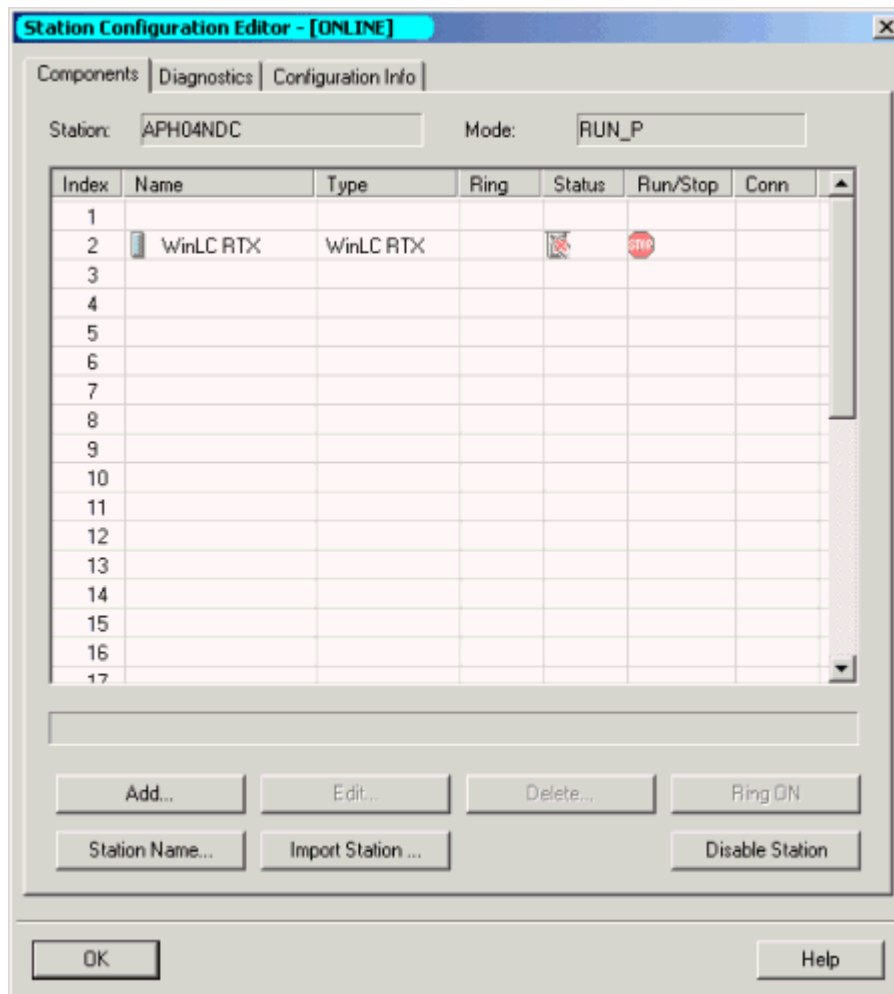 Station Configuration Editor - [ONLINE]
Components Diagnostics Configuration Info
Station: APH04NDC Mode: RUN_P
Index Name Type Ring Status Run/Stop Conn
1
2 WinLC RTX WinLC RTX STOP
3
4
5
6
7
8
9
10
11
12
13
14
15
16
17
Add... Edit... Delete... Ring ON
Station Name... Import Station ... Disable Station
OK Help